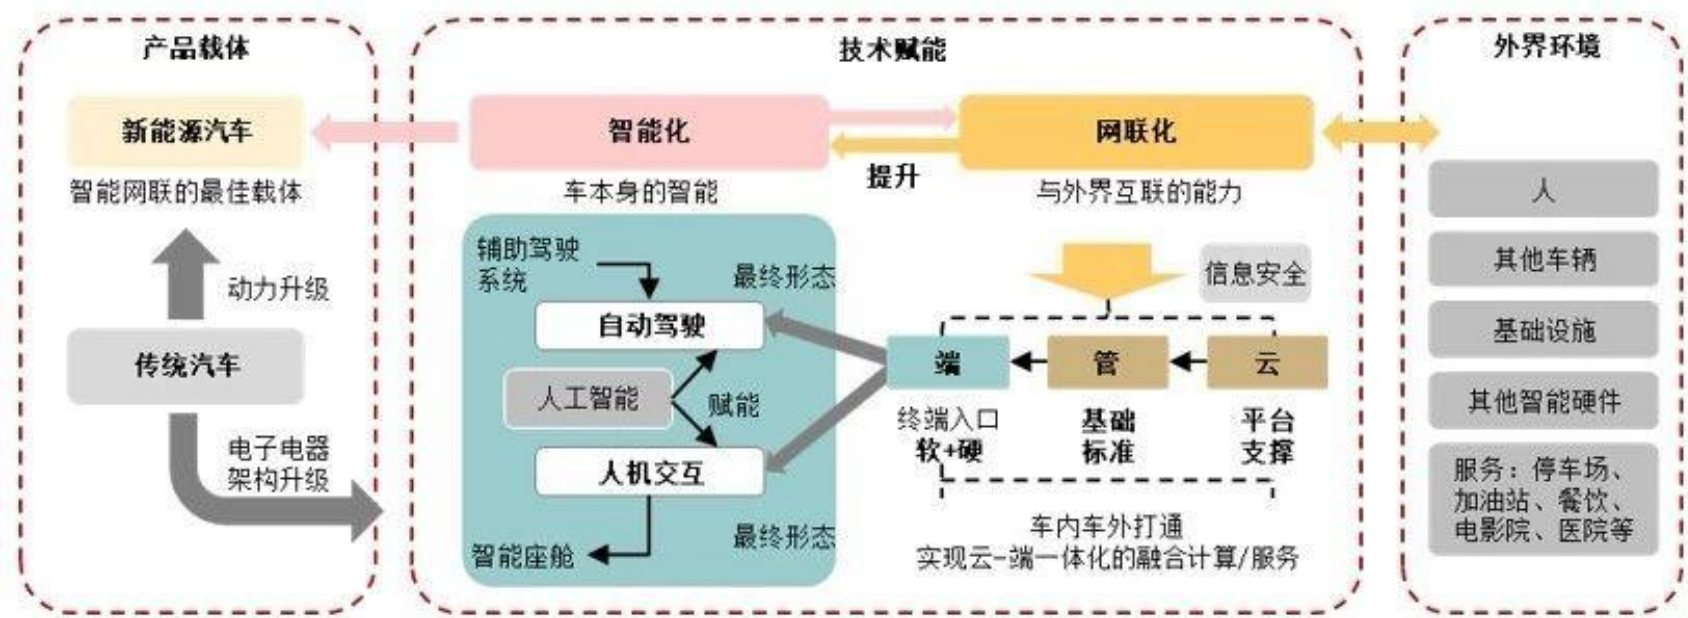 产品载体
新能源汽车
智能网联的最佳载体
动力升级
传统汽车
电子电器
架构升级
技术赋能
智能化
车本身的智能
提升
网联化
与外界互联的能力
辅助驾驶
系统
最终形态
自动驾驶
人工智能
赋能
人机交互
最终形态
智能座舱
信息安全
端
管
云
终端入口
软+硬
基础
标准
平台
支撑
车内车外打通
实现云-端一体化的融合计算/服务
外界环境
人
其他车辆
基础设施
其他智能硬件
服务：停车场、
加油站、餐饮、
电影院、医院等